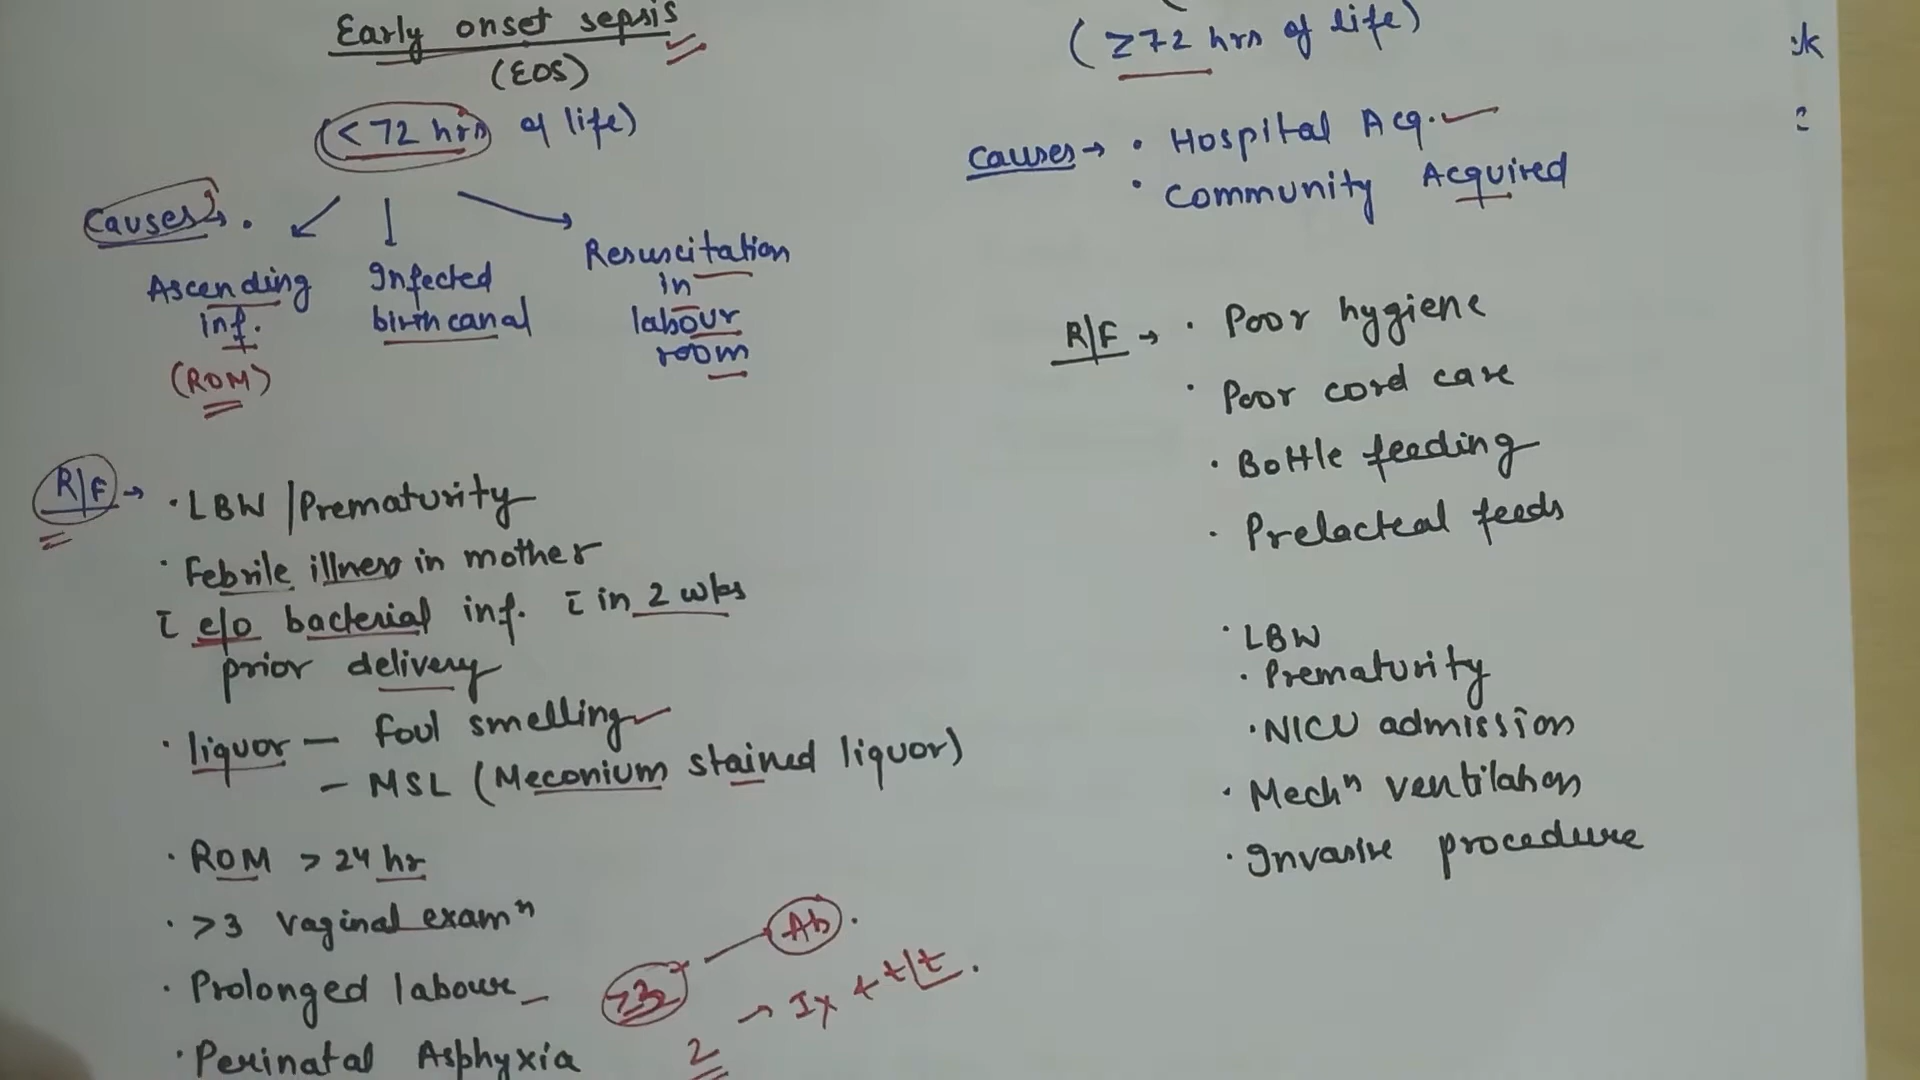 Early onset sepsis
(EOS)
(<72 hrs of life)
Causes → .
Ascending
inf.
(ROM)
Infected
birth canal
Resuscitation
in
labour
room
R/F → · LBW / Prematurity
· Febrile illness in mother
c̄ e/o bacterial inf. c̄ in 2 wks
prior delivery
· liquor — foul smelling
— MSL (Meconium stained liquor)
· ROM > 24 hr
· >3 vaginal examⁿ
· Prolonged labour
· Perinatal Asphyxia
Ab.
2 → Ix + t/t.
(≥72 hrs of life)
Causes → · Hospital Acq.
· Community Acquired
R/F → · Poor hygiene
· Poor cord care
· Bottle feeding
· Prelacteal feeds
· LBW
· Prematurity
· NICU admission
· Mechⁿ ventilation
· Invasive procedure